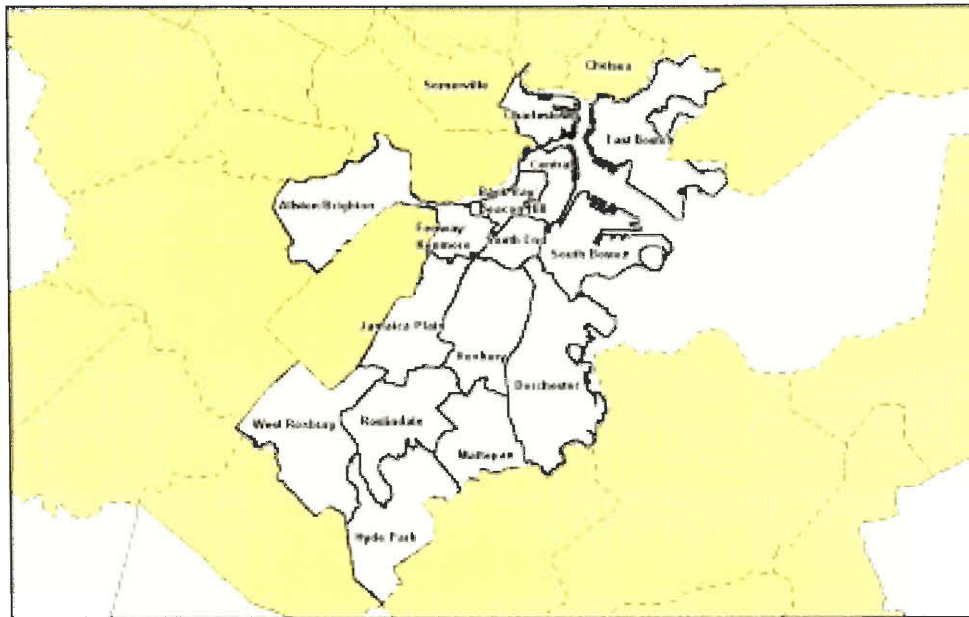 Chelsea
Somerville
Charlestown
East Boston
Central
Back Bay
Beacon Hill
Allston/Brighton
Fenway/
Kenmore
South End
South Boston
Jamaica Plain
Roxbury
Dorchester
West Roxbury
Roslindale
Mattapan
Hyde Park